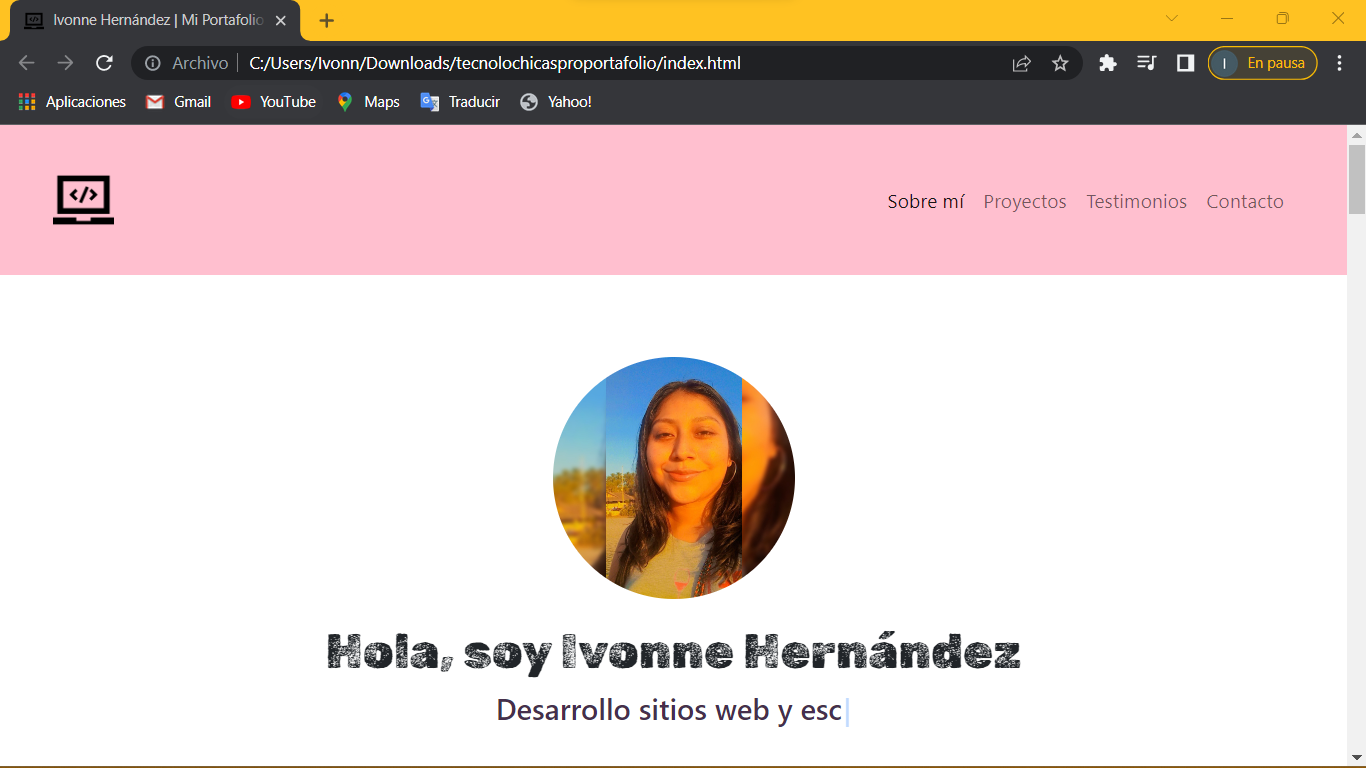 Ivonne Hernández | Mi Portafolio
Archivo C:/Users/Ivonn/Downloads/tecnolochicasproportafolio/index.html I En pausa
Aplicaciones Gmail YouTube Maps Traducir Yahoo!
</> Sobre mí Proyectos Testimonios Contacto
Hola, soy Ivonne Hernández
Desarrollo sitios web y esc